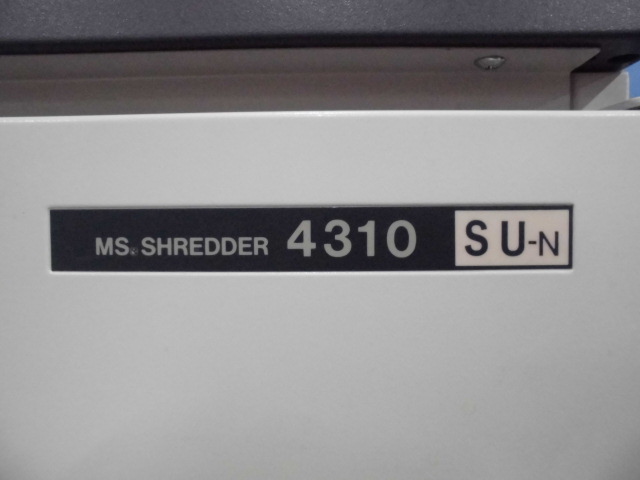 MS. SHREDDER 4310 SU-N